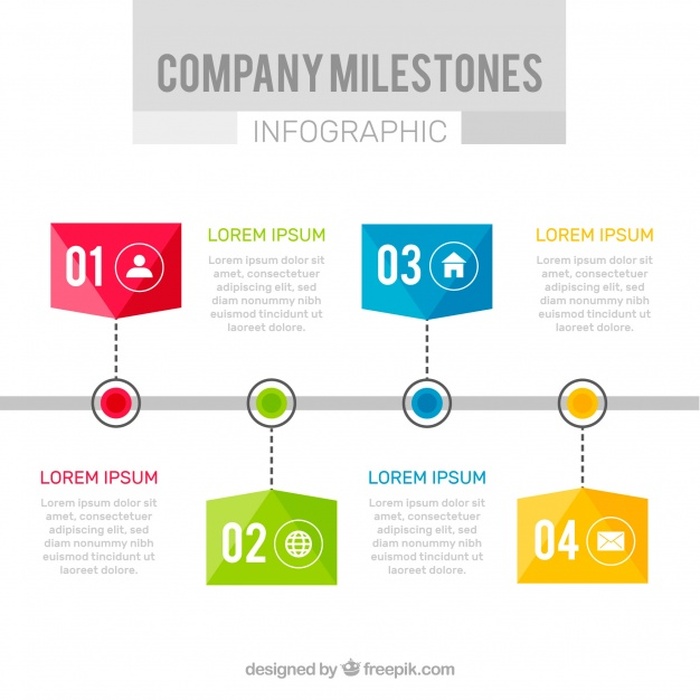 COMPANY MILESTONES
INFOGRAPHIC
01
LOREM IPSUM
Lorem ipsum dolor sit
amet, consectetuer
adipiscing elit, sed
diam nonummy nibh
euismod tincidunt ut
laoreet dolore.
03
LOREM IPSUM
Lorem ipsum dolor sit
amet, consectetuer
adipiscing elit, sed
diam nonummy nibh
euismod tincidunt ut
laoreet dolore.
LOREM IPSUM
Lorem ipsum dolor sit
amet, consectetuer
adipiscing elit, sed
diam nonummy nibh
euismod tincidunt ut
laoreet dolore.
02
LOREM IPSUM
Lorem ipsum dolor sit
amet, consectetuer
adipiscing elit, sed
diam nonummy nibh
euismod tincidunt ut
laoreet dolore.
04
designed by freepik.com